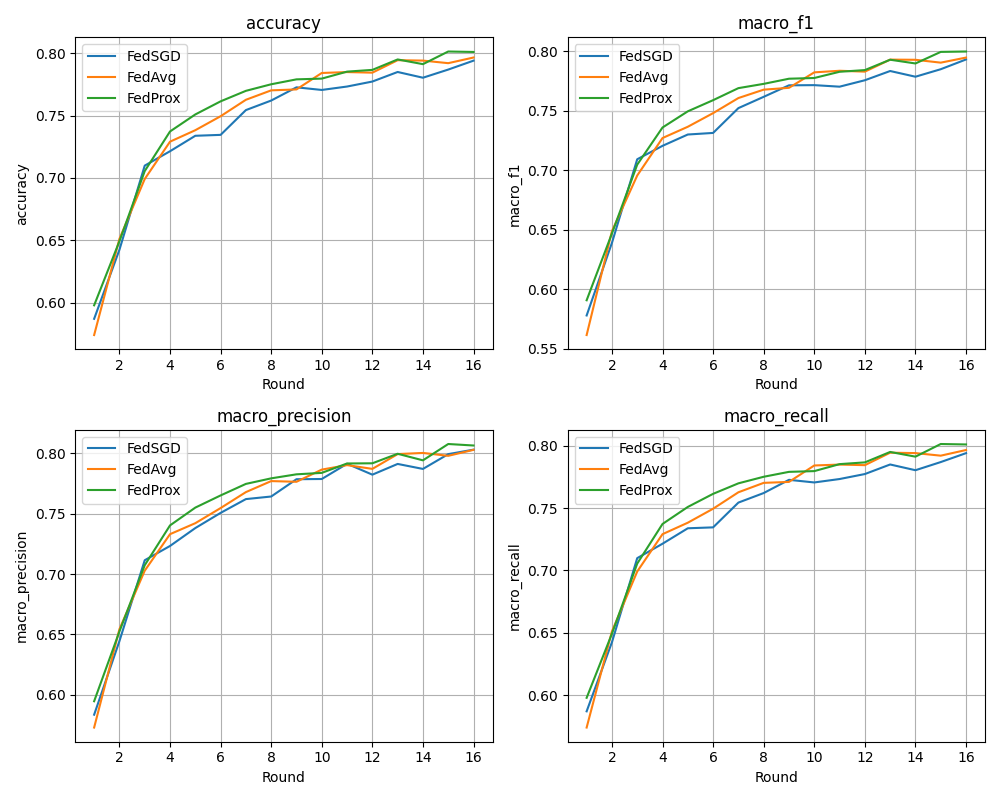 accuracy
accuracy
0.80
0.75
0.70
0.65
0.60
FedSGD
FedAvg
FedProx
2 4 6 8 10 12 14 16
Round
macro_f1
macro_f1
0.80
0.75
0.70
0.65
0.60
0.55
FedSGD
FedAvg
FedProx
2 4 6 8 10 12 14 16
Round
macro_precision
macro_precision
0.80
0.75
0.70
0.65
0.60
FedSGD
FedAvg
FedProx
2 4 6 8 10 12 14 16
Round
macro_recall
macro_recall
0.80
0.75
0.70
0.65
0.60
FedSGD
FedAvg
FedProx
2 4 6 8 10 12 14 16
Round